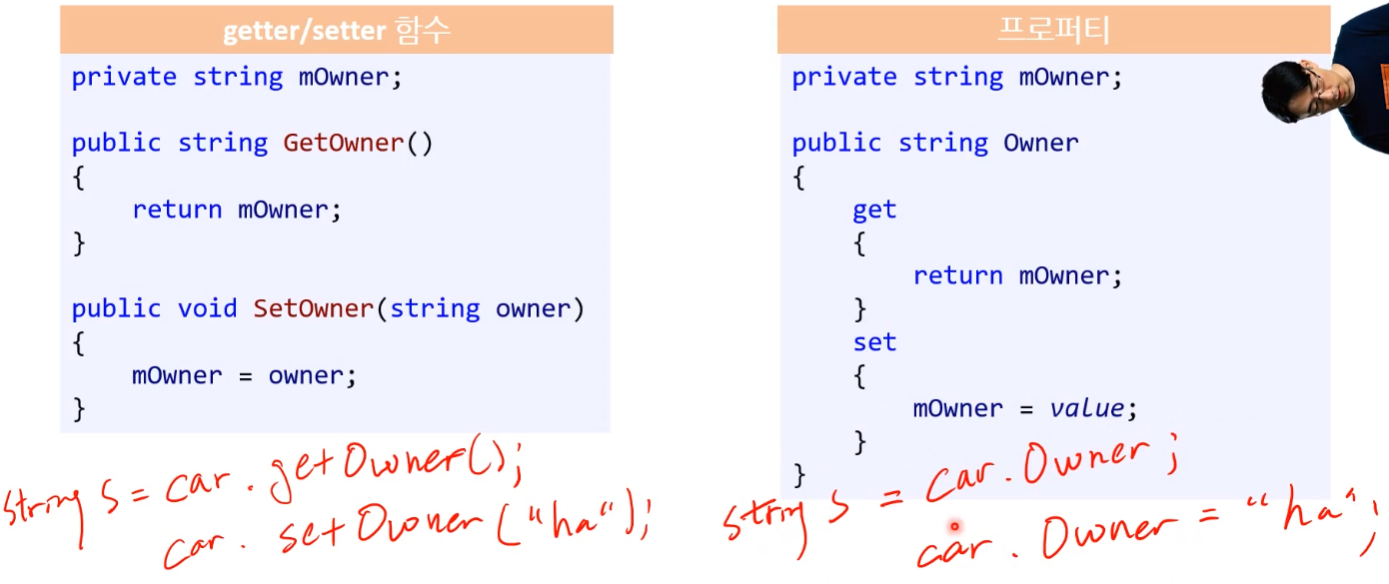 getter/setter 함수
private string mOwner;
public string GetOwner()
{
return mOwner;
}
public void SetOwner(string owner)
{
mOwner = owner;
}
string s = car.getOwner();
car.setOwner("ha");
프로퍼티
private string mOwner;
public string Owner
{
get
{
return mOwner;
}
set
{
mOwner = value;
}
}
string s = car.Owner;
car.Owner = "ha";